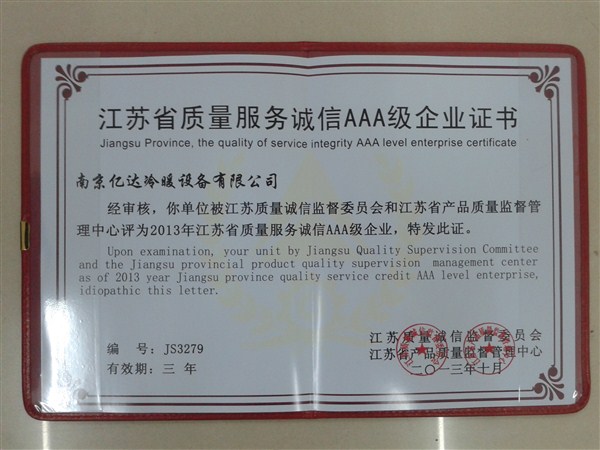 江苏省质量服务诚信AAA级企业证书
Jiangsu Province, the quality of service integrity AAA level enterprise certificate
南京亿达冷暖设备有限公司
经审核，你单位被江苏质量诚信监督委员会和江苏省产品质量监督管
理中心评为2013年江苏省质量服务诚信AAA级企业，特发此证。
Upon examination, your unit by Jiangsu Quality Supervision Committee
and the Jiangsu provincial product quality supervision management center
as of 2013 year Jiangsu province quality service credit AAA level enterprise,
idiopathic this letter.
编 号：JS3279
有效期：三 年
江苏质量诚信监督委员会
江苏省产品质量监督管理中心
二〇一三年十月